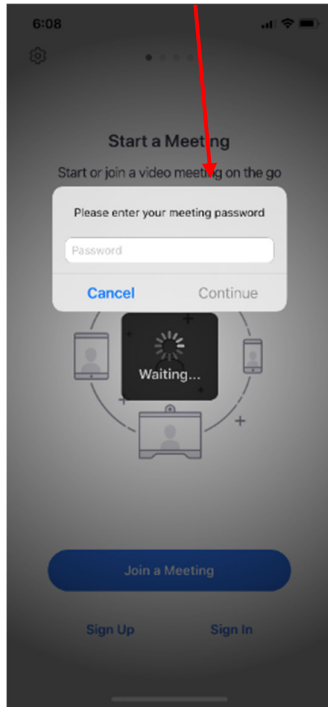 6:08
Start a Meeting
Start or join a video meeting on the go
Please enter your meeting password
Password
Cancel Continue
Waiting...
Join a Meeting
Sign Up Sign In